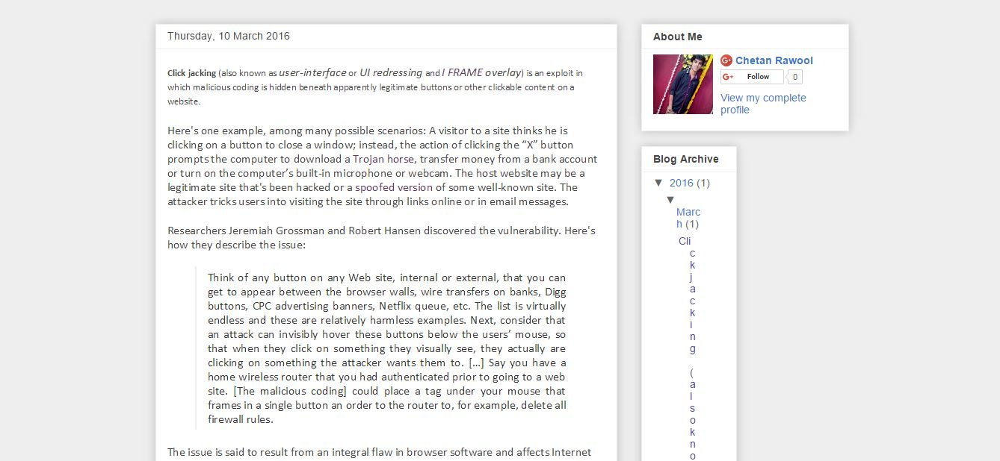 Thursday, 10 March 2016
Click jacking (also known as user-interface or UI redressing and I FRAME overlay) is an exploit in
which malicious coding is hidden beneath apparently legitimate buttons or other clickable content on a
website.
Here's one example, among many possible scenarios: A visitor to a site thinks he is
clicking on a button to close a window; instead, the action of clicking the “X” button
prompts the computer to download a Trojan horse, transfer money from a bank account
or turn on the computer’s built-in microphone or webcam. The host website may be a
legitimate site that's been hacked or a spoofed version of some well-known site. The
attacker tricks users into visiting the site through links online or in email messages.
Researchers Jeremiah Grossman and Robert Hansen discovered the vulnerability. Here's
how they describe the issue:
Think of any button on any Web site, internal or external, that you can
get to appear between the browser walls, wire transfers on banks, Digg
buttons, CPC advertising banners, Netflix queue, etc. The list is virtually
endless and these are relatively harmless examples. Next, consider that
an attack can invisibly hover these buttons below the users’ mouse, so
that when they click on something they visually see, they actually are
clicking on something the attacker wants them to. [...] Say you have a
home wireless router that you had authenticated prior to going to a web
site. [The malicious coding] could place a tag under your mouse that
frames in a single button an order to the router to, for example, delete all
firewall rules.
The issue is said to result from an integral flaw in browser software and affects Internet
About Me
G+ Chetan Rawool
G+ Follow 0
View my complete
profile
Blog Archive
▼ 2016 (1)
▼
Marc
h (1)
Cli
c
k
j
a
c
k
i
n
g
(
a
l
s
o
k
n
o